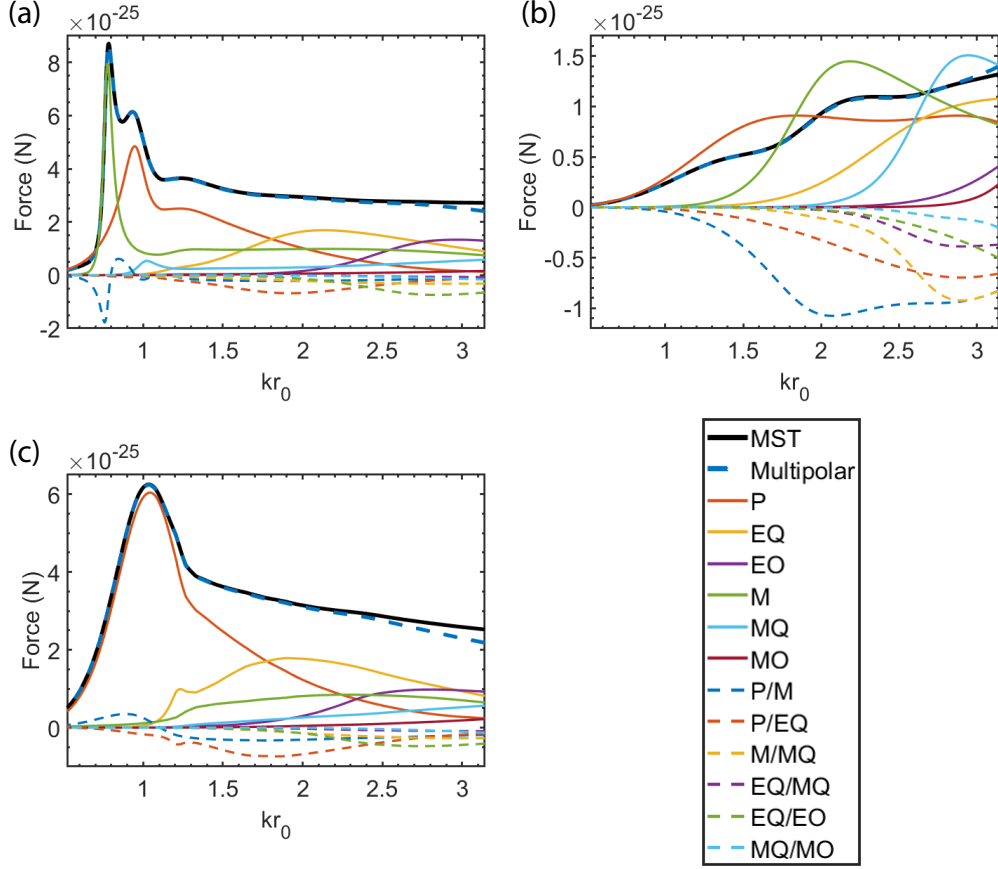 (a)
×10-25
8
6
4
2
0
-2
Force (N)
1
1.5
2
2.5
3
kr0
(b)
×10-25
1.5
1
0.5
0
-0.5
-1
Force (N)
1
1.5
2
2.5
3
kr0
(c)
×10-25
6
4
2
0
Force (N)
1
1.5
2
2.5
3
kr0
MST
Multipolar
P
EQ
EO
M
MQ
MO
P/M
P/EQ
M/MQ
EQ/MQ
EQ/EO
MQ/MO